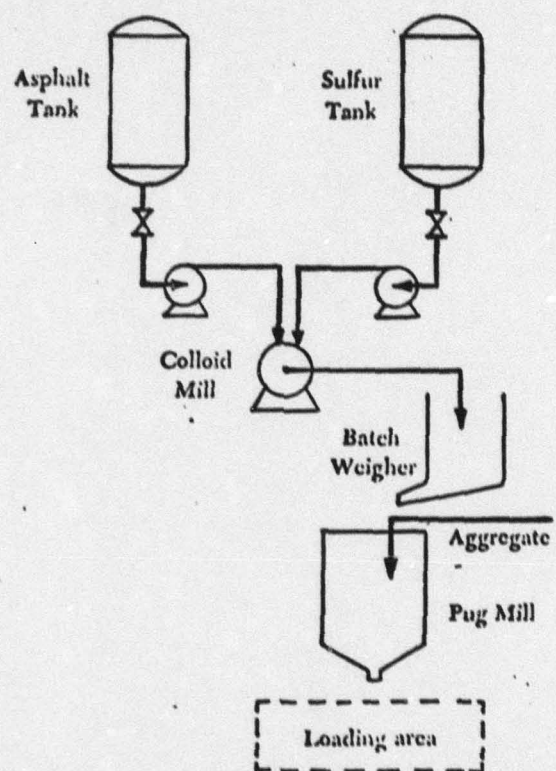 Asphalt
Tank
Sulfur
Tank
Colloid
Mill
Batch
Weigher
Aggregate
Pug Mill
Loading area